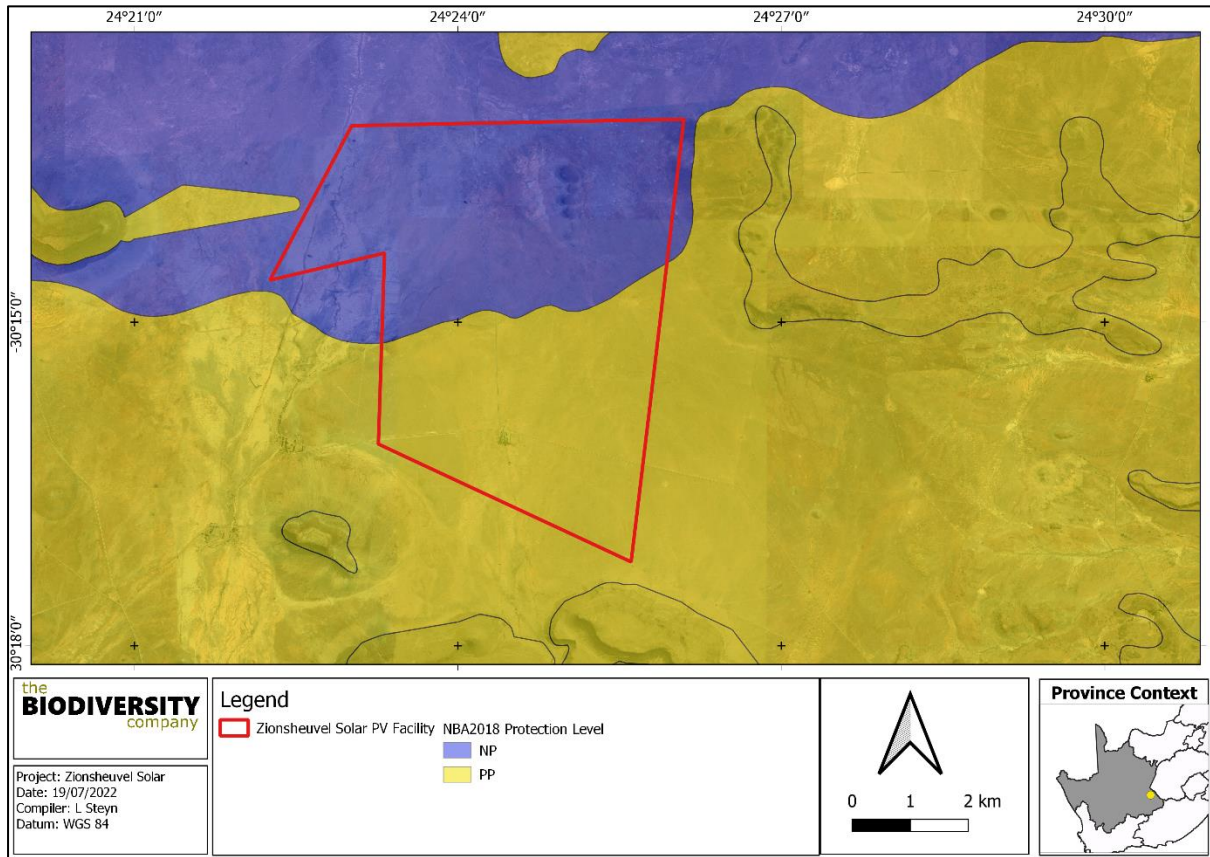 24°21′0″ 24°24′0″ 24°27′0″ 24°30′0″
-30°15′0″
30°18′0″
the
BIODIVERSITY
company
Project: Zionsheuvel Solar
Date: 19/07/2022
Compiler: L Steyn
Datum: WGS 84
Legend
Zionsheuvel Solar PV Facility NBA2018 Protection Level
NP
PP
0 1 2 km
Province Context